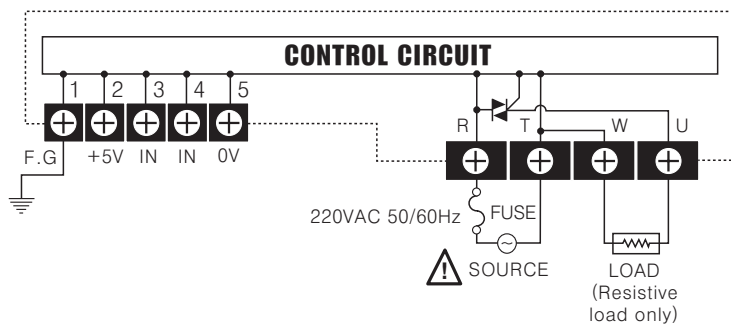 CONTROL CIRCUIT
1 2 3 4 5
R T W U
F.G +5V IN IN 0V
220VAC 50/60Hz
FUSE
SOURCE
LOAD
(Resistive
load only)